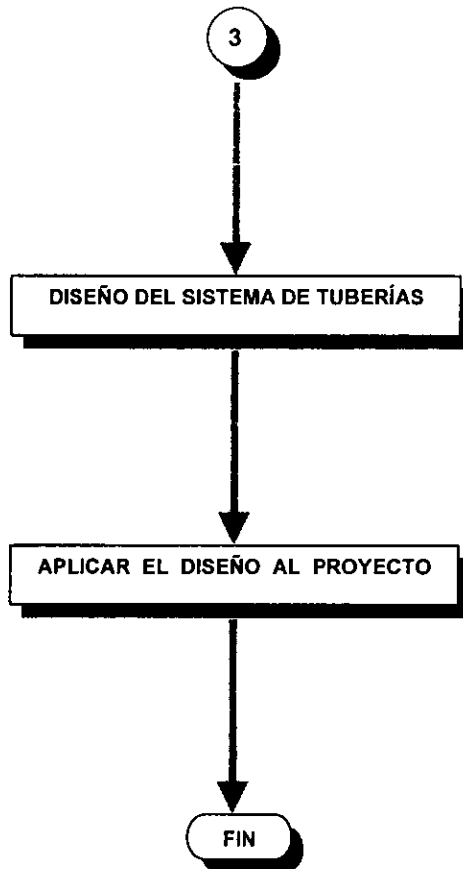 3
DISEÑO DEL SISTEMA DE TUBERÍAS
APLICAR EL DISEÑO AL PROYECTO
FIN